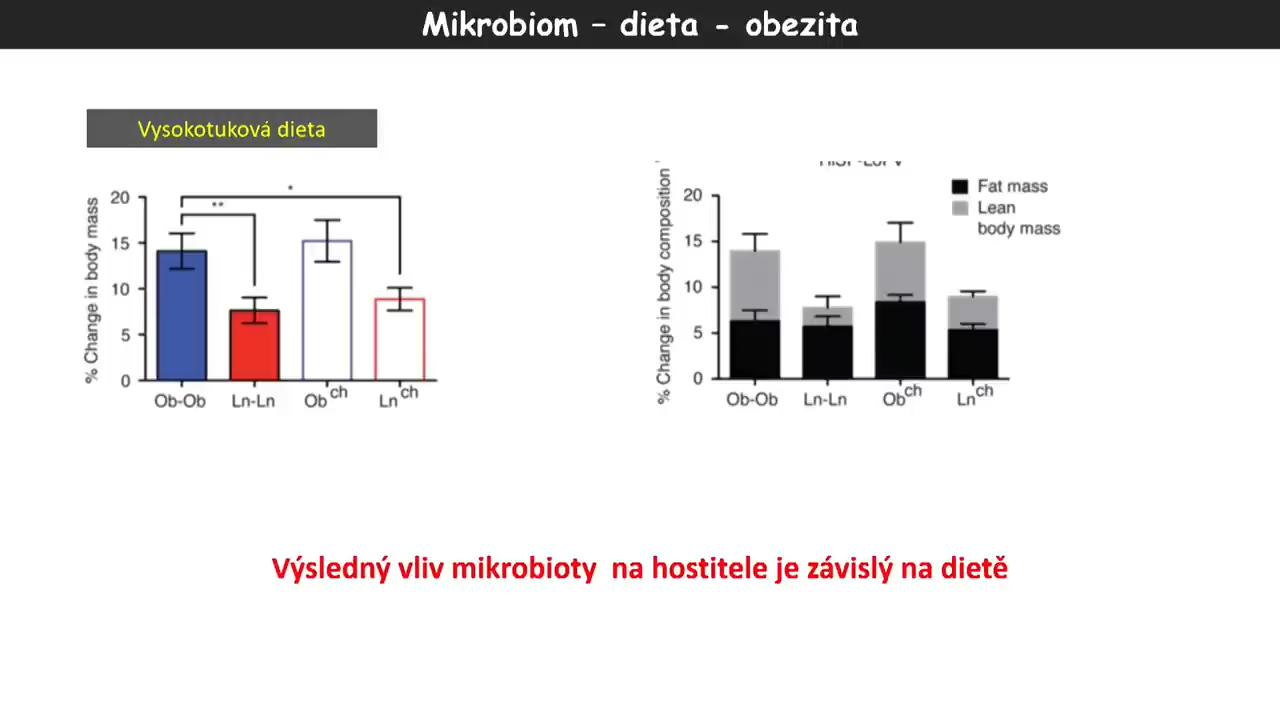 Mikrobiom – dieta - obezita
Vysokotuková dieta
% Change in body mass
20
15
10
5
0
*
**
Ob-Ob
Ln-Ln
Ob ch
Ln ch
% Change in body composition
20
15
10
5
0
Fat mass
Lean
body mass
Ob-Ob
Ln-Ln
Ob ch
Ln ch
Výsledný vliv mikrobioty na hostitele je závislý na dietě